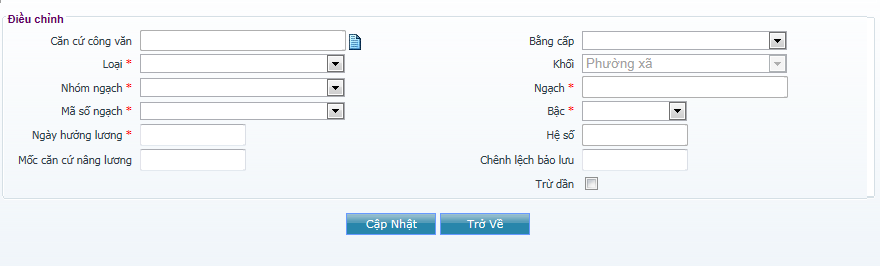 Điều chỉnh
Căn cứ công văn
Bằng cấp
Loại *
Khối Phường xã
Nhóm ngạch *
Ngạch *
Mã số ngạch *
Bậc *
Ngày hưởng lương *
Hệ số
Mốc căn cứ nâng lương
Chênh lệch bảo lưu
Trừ dần
Cập Nhật Trở Về